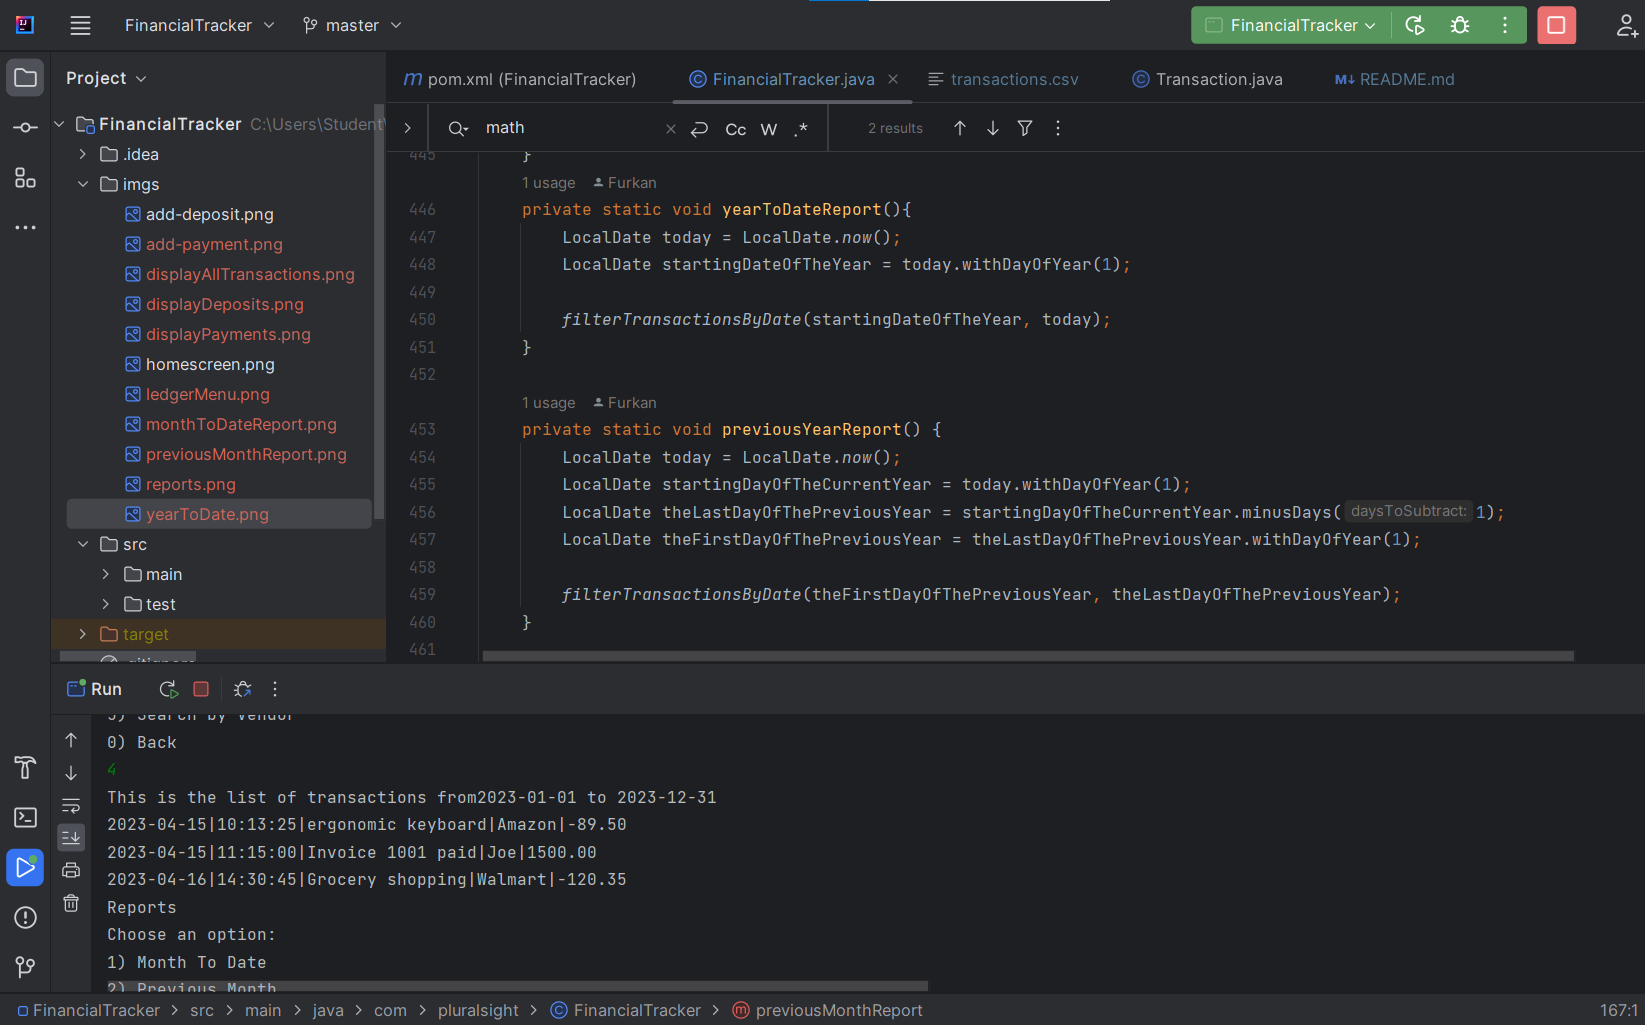 FinancialTracker
master
FinancialTracker
Project
pom.xml (FinancialTracker)
FinancialTracker.java
transactions.csv
Transaction.java
README.md
math
Cc W .*
2 results
FinancialTracker C:\Users\Student\
.idea
imgs
add-deposit.png
add-payment.png
displayAllTransactions.png
displayDeposits.png
displayPayments.png
homescreen.png
ledgerMenu.png
monthToDateReport.png
previousMonthReport.png
reports.png
yearToDate.png
src
main
test
target
.gitignore
445 }
1 usage Furkan
446 private static void yearToDateReport(){
447 LocalDate today = LocalDate.now();
448 LocalDate startingDateOfTheYear = today.withDayOfYear(1);
449
450 filterTransactionsByDate(startingDateOfTheYear, today);
451 }
452
1 usage Furkan
453 private static void previousYearReport() {
454 LocalDate today = LocalDate.now();
455 LocalDate startingDayOfTheCurrentYear = today.withDayOfYear(1);
456 LocalDate theLastDayOfThePreviousYear = startingDayOfTheCurrentYear.minusDays( daysToSubtract: 1);
457 LocalDate theFirstDayOfThePreviousYear = theLastDayOfThePreviousYear.withDayOfYear(1);
458
459 filterTransactionsByDate(theFirstDayOfThePreviousYear, theLastDayOfThePreviousYear);
460 }
461
Run
5) Search by Vendor
0) Back
4
This is the list of transactions from2023-01-01 to 2023-12-31
2023-04-15|10:13:25|ergonomic keyboard|Amazon|-89.50
2023-04-15|11:15:00|Invoice 1001 paid|Joe|1500.00
2023-04-16|14:30:45|Grocery shopping|Walmart|-120.35
Reports
Choose an option:
1) Month To Date
2) Previous Month
FinancialTracker > src > main > java > com > pluralsight > FinancialTracker > previousMonthReport
167:1